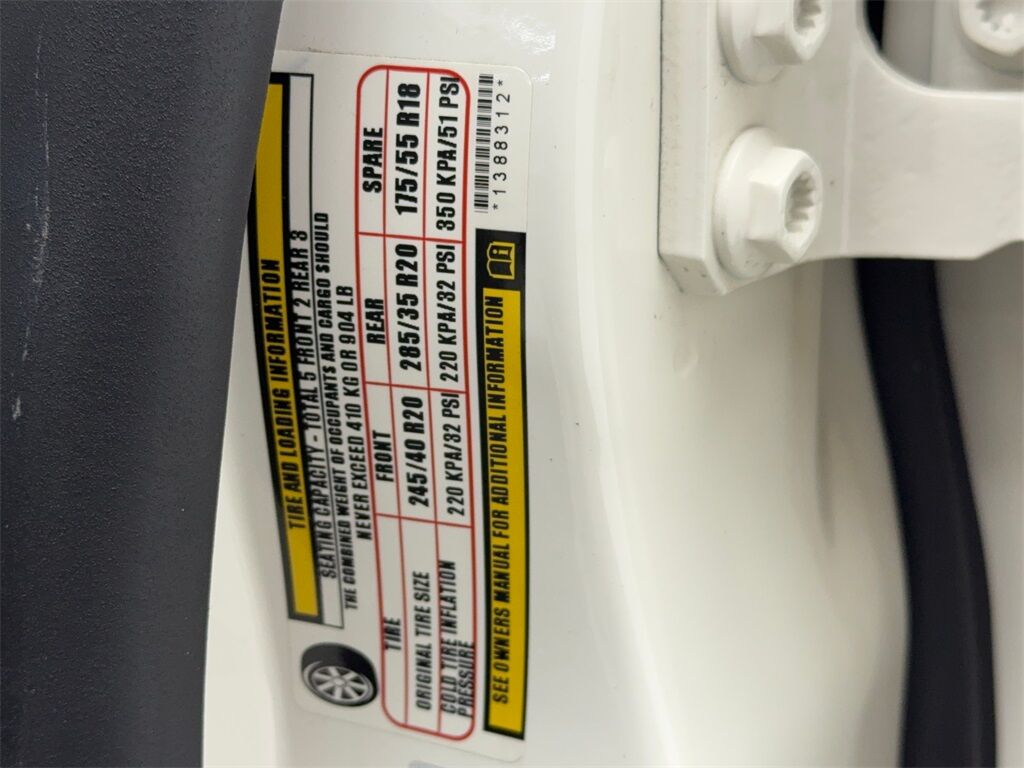 TIRE AND LOADING INFORMATION
SEATING CAPACITY - TOTAL 5 FRONT 2 REAR 3
THE COMBINED WEIGHT OF OCCUPANTS AND CARGO SHOULD
NEVER EXCEED 410 KG OR 904 LB
TIRE FRONT REAR SPARE
ORIGINAL TIRE SIZE 245/40 R20 285/35 R20 175/55 R18
COLD TIRE INFLATION PRESSURE 220 KPA/32 PSI 220 KPA/32 PSI 350 KPA/51 PSI
SEE OWNERS MANUAL FOR ADDITIONAL INFORMATION
*1388312*